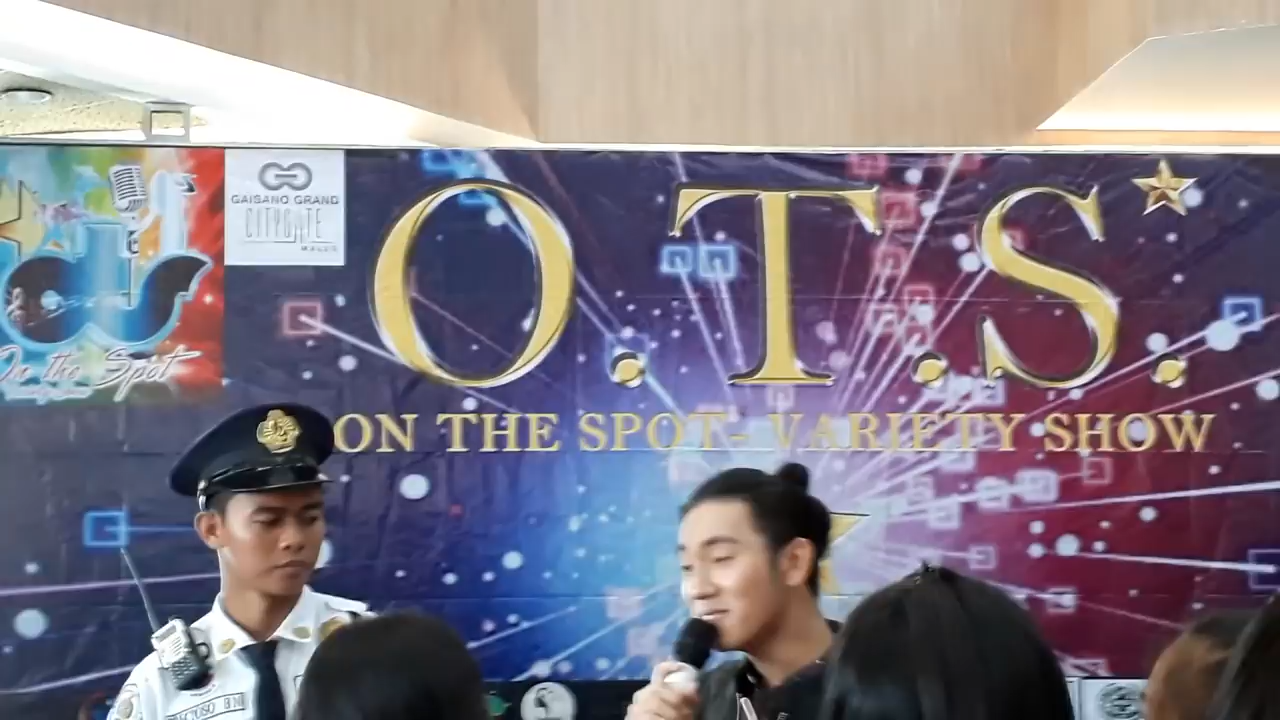 GAISANO GRAND
CITYGATE
O.T.S.
On the Spot
ON THE SPOT- VARIETY SHOW